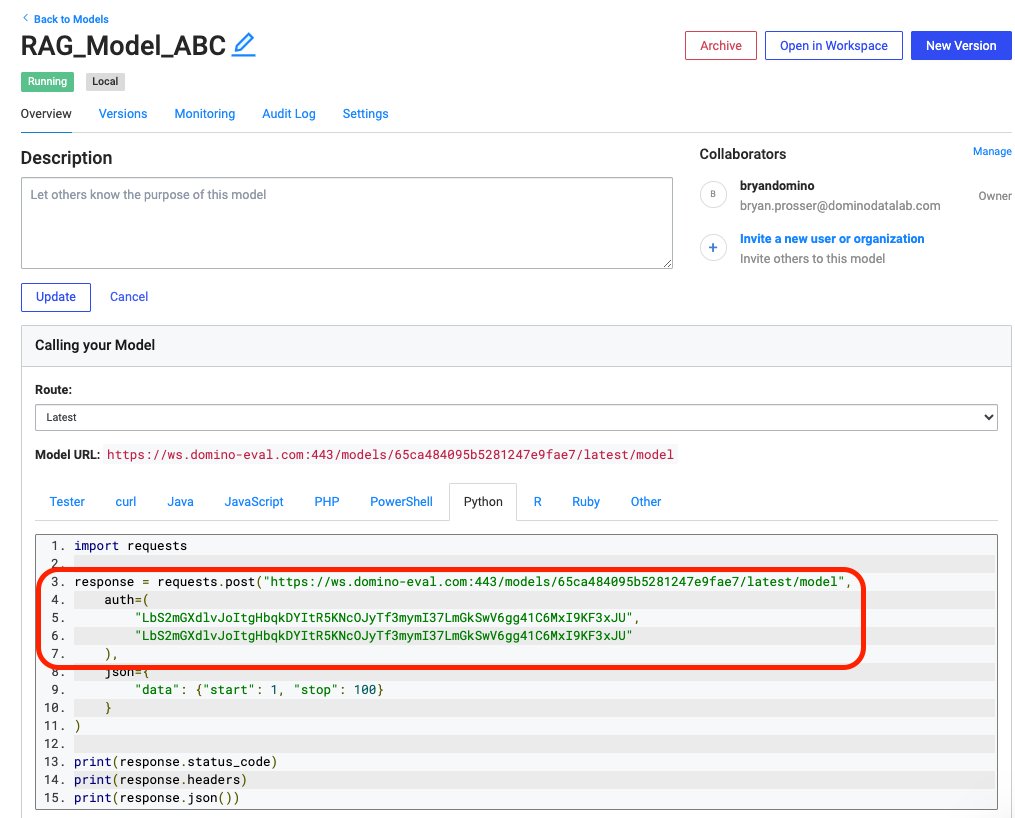 Back to Models
RAG_Model_ABC
Archive
Open in Workspace
New Version
Running
Local
Overview
Versions
Monitoring
Audit Log
Settings
Description
Let others know the purpose of this model
Update
Cancel
Collaborators
Manage
B
bryandomino
bryan.prosser@dominodatalab.com
Owner
+
Invite a new user or organization
Invite others to this model
Calling your Model
Route:
Latest
Model URL: https://ws.domino-eval.com:443/models/65ca484095b5281247e9fae7/latest/model
Tester
curl
Java
JavaScript
PHP
PowerShell
Python
R
Ruby
Other
1. import requests
2.
3. response = requests.post("https://ws.domino-eval.com:443/models/65ca484095b5281247e9fae7/latest/model",
4. auth=(
5. "LbS2mGXdlvJoItgHbqkDYItR5KNcOJyTf3mymI37LmGkSwV6gg41C6MxI9KF3xJU",
6. "LbS2mGXdlvJoItgHbqkDYItR5KNcOJyTf3mymI37LmGkSwV6gg41C6MxI9KF3xJU"
7. ),
8. json={
9. "data": {"start": 1, "stop": 100}
10. }
11. )
12.
13. print(response.status_code)
14. print(response.headers)
15. print(response.json())